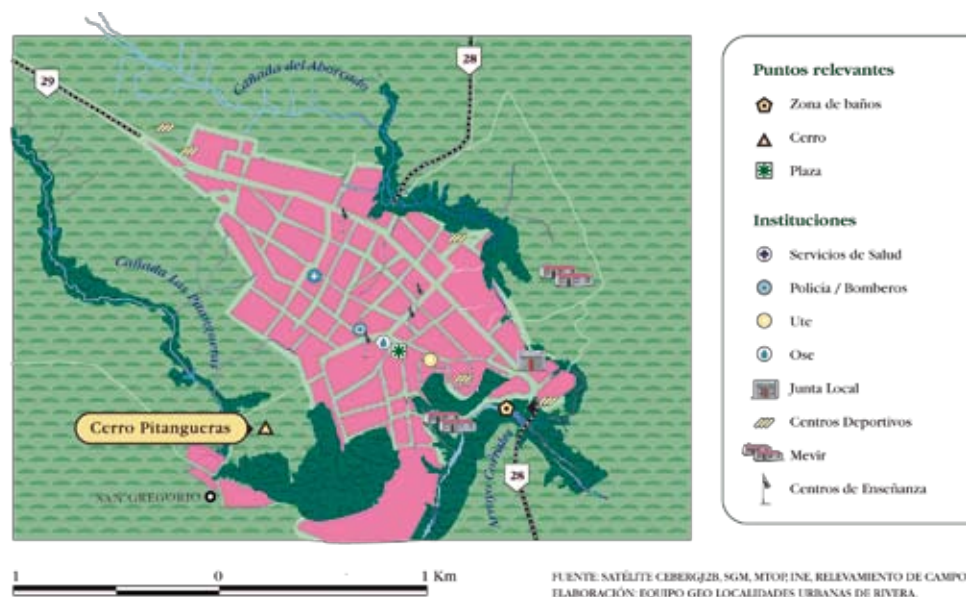 28
29
Cañada del Ahorcado
Cañada Las Pitangueras
Cerro Pitangueras
SAN GREGORIO
Arroyo Corrales
28
1 0 1 Km
Puntos relevantes
Zona de baños
Cerro
Plaza
Instituciones
Servicios de Salud
Policía / Bomberos
Ute
Ose
Junta Local
Centros Deportivos
Mevir
Centros de Enseñanza
FUENTE: SATÉLITE CEBERGJ2B, SGM, MTOP, INE, RELEVAMIENTO DE CAMPO
ELABORACIÓN: EQUIPO GEO LOCALIDADES URBANAS DE RIVERA.